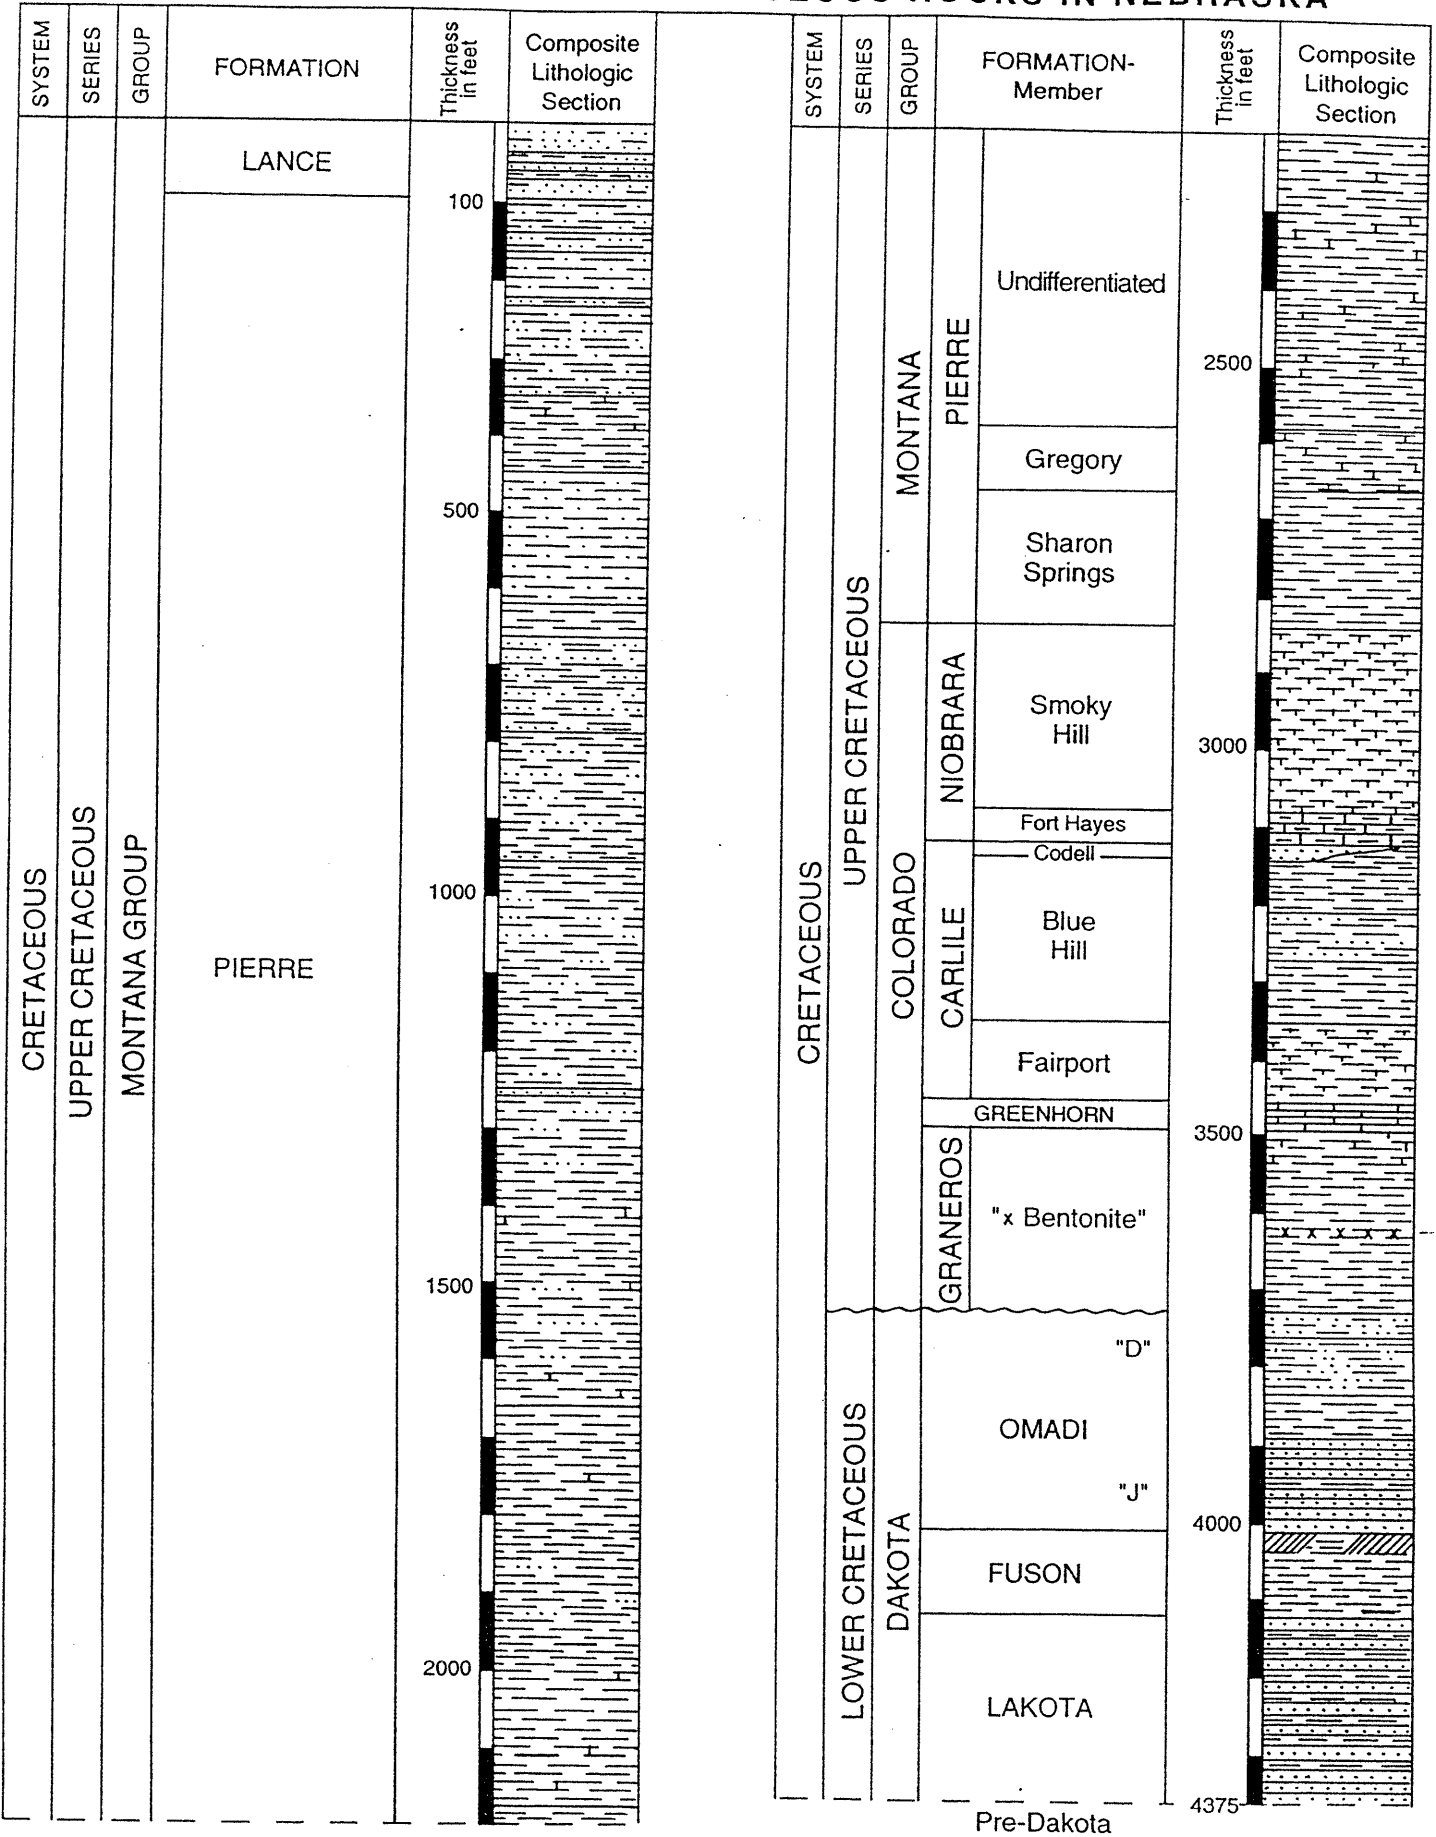 ROCKS IN NEBRASKA
SYSTEM
SERIES
GROUP
FORMATION
Thickness
in feet
Composite
Lithologic
Section
CRETACEOUS
UPPER CRETACEOUS
MONTANA GROUP
LANCE
PIERRE
100
500
1000
1500
2000
SYSTEM
SERIES
GROUP
FORMATION-
Member
Thickness
in feet
Composite
Lithologic
Section
CRETACEOUS
UPPER CRETACEOUS
LOWER CRETACEOUS
MONTANA
COLORADO
DAKOTA
PIERRE
Undifferentiated
Gregory
Sharon
Springs
NIOBRARA
Smoky
Hill
Fort Hayes
CARLILE
Codell
Blue
Hill
Fairport
GREENHORN
GRANEROS
"x Bentonite"
"D"
OMADI
"J"
FUSON
LAKOTA
Pre-Dakota
2500
3000
3500
4000
4375
x x x x x